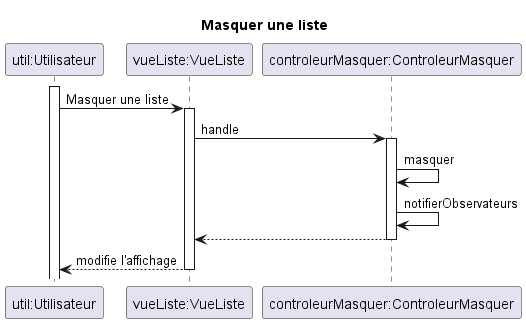 Masquer une liste
util:Utilisateur
vueListe:VueListe
controleurMasquer:ControleurMasquer
Masquer une liste
handle
masquer
notifierObservateurs
modifie l'affichage
util:Utilisateur
vueListe:VueListe
controleurMasquer:ControleurMasquer